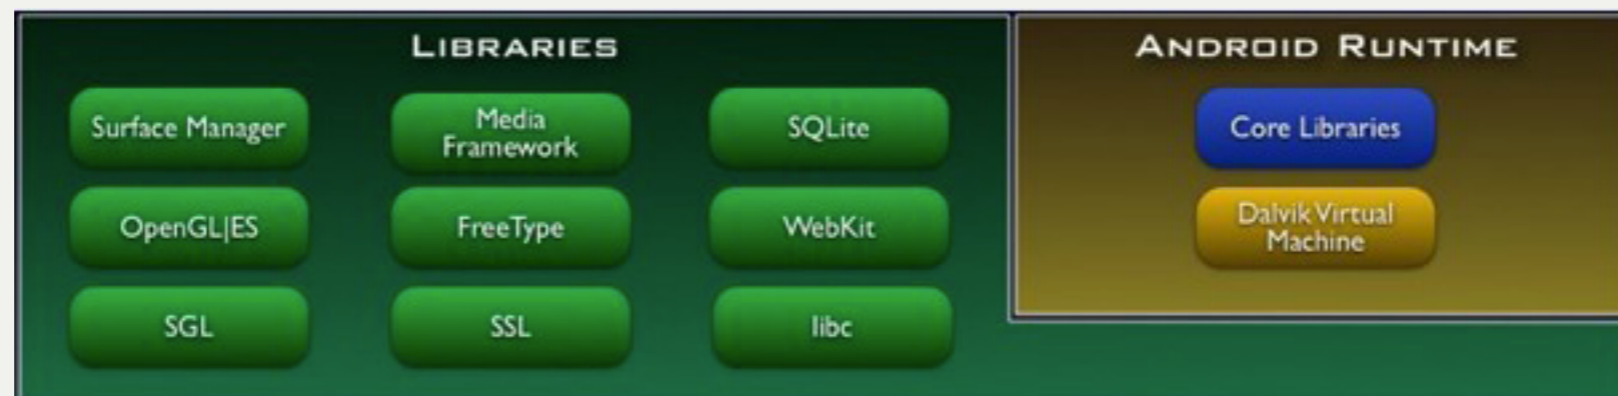 LIBRARIES
Surface Manager
Media
Framework
SQLite
OpenGL|ES
FreeType
WebKit
SGL
SSL
libc
ANDROID RUNTIME
Core Libraries
Dalvik Virtual
Machine